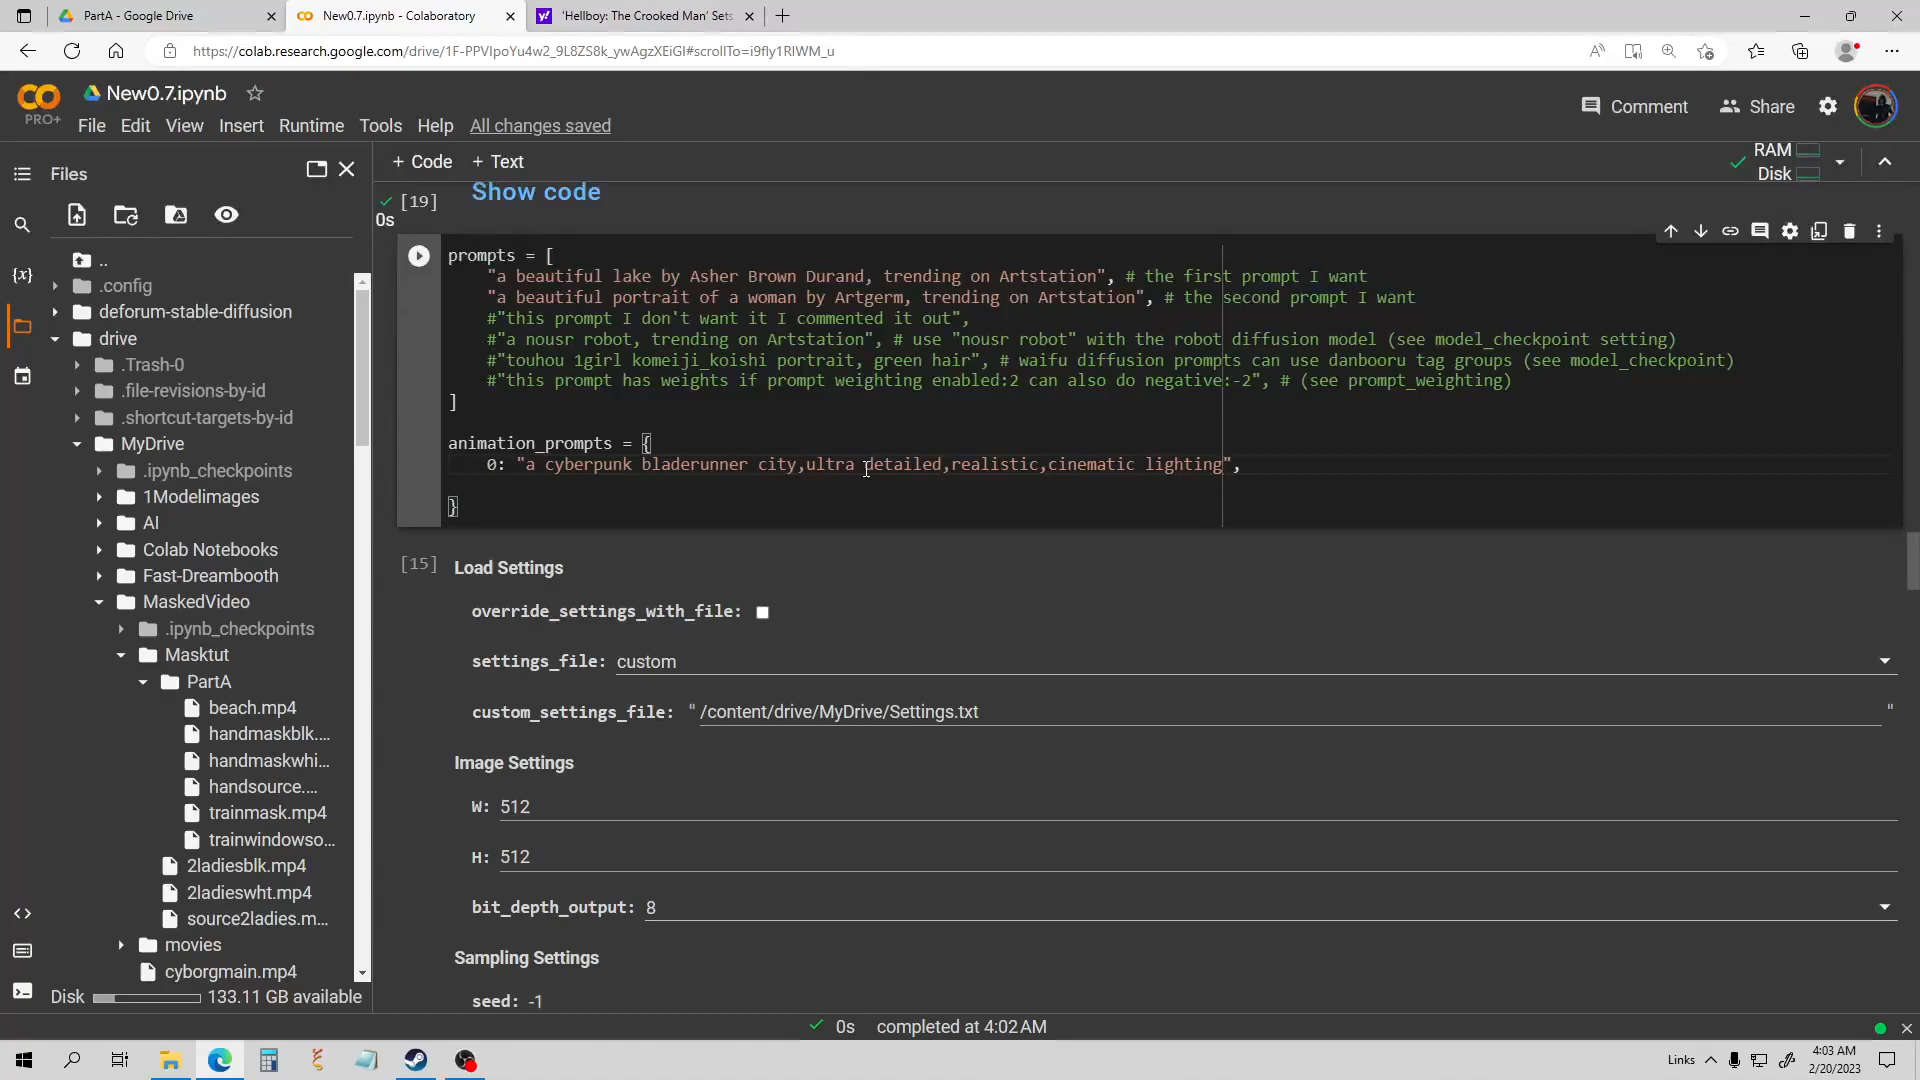 PartA - Google Drive
New0.7.ipynb - Colaboratory
'Hellboy: The Crooked Man' Sets
https://colab.research.google.com/drive/1F-PPVIpoYu4w2_9L8ZS8k_ywAgzXEiGI#scrollTo=i9fly1RlWM_u
CO
PRO+
New0.7.ipynb
File Edit View Insert Runtime Tools Help All changes saved
Comment
Share
Files
+ Code + Text
RAM
Disk
[19]
0s
Show code
prompts = [
"a beautiful lake by Asher Brown Durand, trending on Artstation", # the first prompt I want
"a beautiful portrait of a woman by Artgerm, trending on Artstation", # the second prompt I want
#"this prompt I don't want it I commented it out",
#"a nousr robot, trending on Artstation", # use "nousr robot" with the robot diffusion model (see model_checkpoint setting)
#"touhou 1girl komeiji_koishi portrait, green hair", # waifu diffusion prompts can use danbooru tag groups (see model_checkpoint)
#"this prompt has weights if prompt weighting enabled:2 can also do negative:-2", # (see prompt_weighting)
]
animation_prompts = {
0: "a cyberpunk bladerunner city,ultra detailed,realistic,cinematic lighting",
}
..
.config
deforum-stable-diffusion
drive
.Trash-0
.file-revisions-by-id
.shortcut-targets-by-id
MyDrive
.ipynb_checkpoints
1Modelimages
AI
Colab Notebooks
Fast-Dreambooth
MaskedVideo
.ipynb_checkpoints
Masktut
PartA
beach.mp4
handmaskblk....
handmaskwhi...
handsource....
trainmask.mp4
trainwindowso...
2ladiesblk.mp4
2ladieswht.mp4
source2ladies.m...
movies
cyborgmain.mp4
Disk 133.11 GB available
[15]
Load Settings
override_settings_with_file:
settings_file: custom
custom_settings_file: " /content/drive/MyDrive/Settings.txt "
Image Settings
W: 512
H: 512
bit_depth_output: 8
Sampling Settings
seed: -1
0s completed at 4:02 AM
Links
4:03 AM
2/20/2023